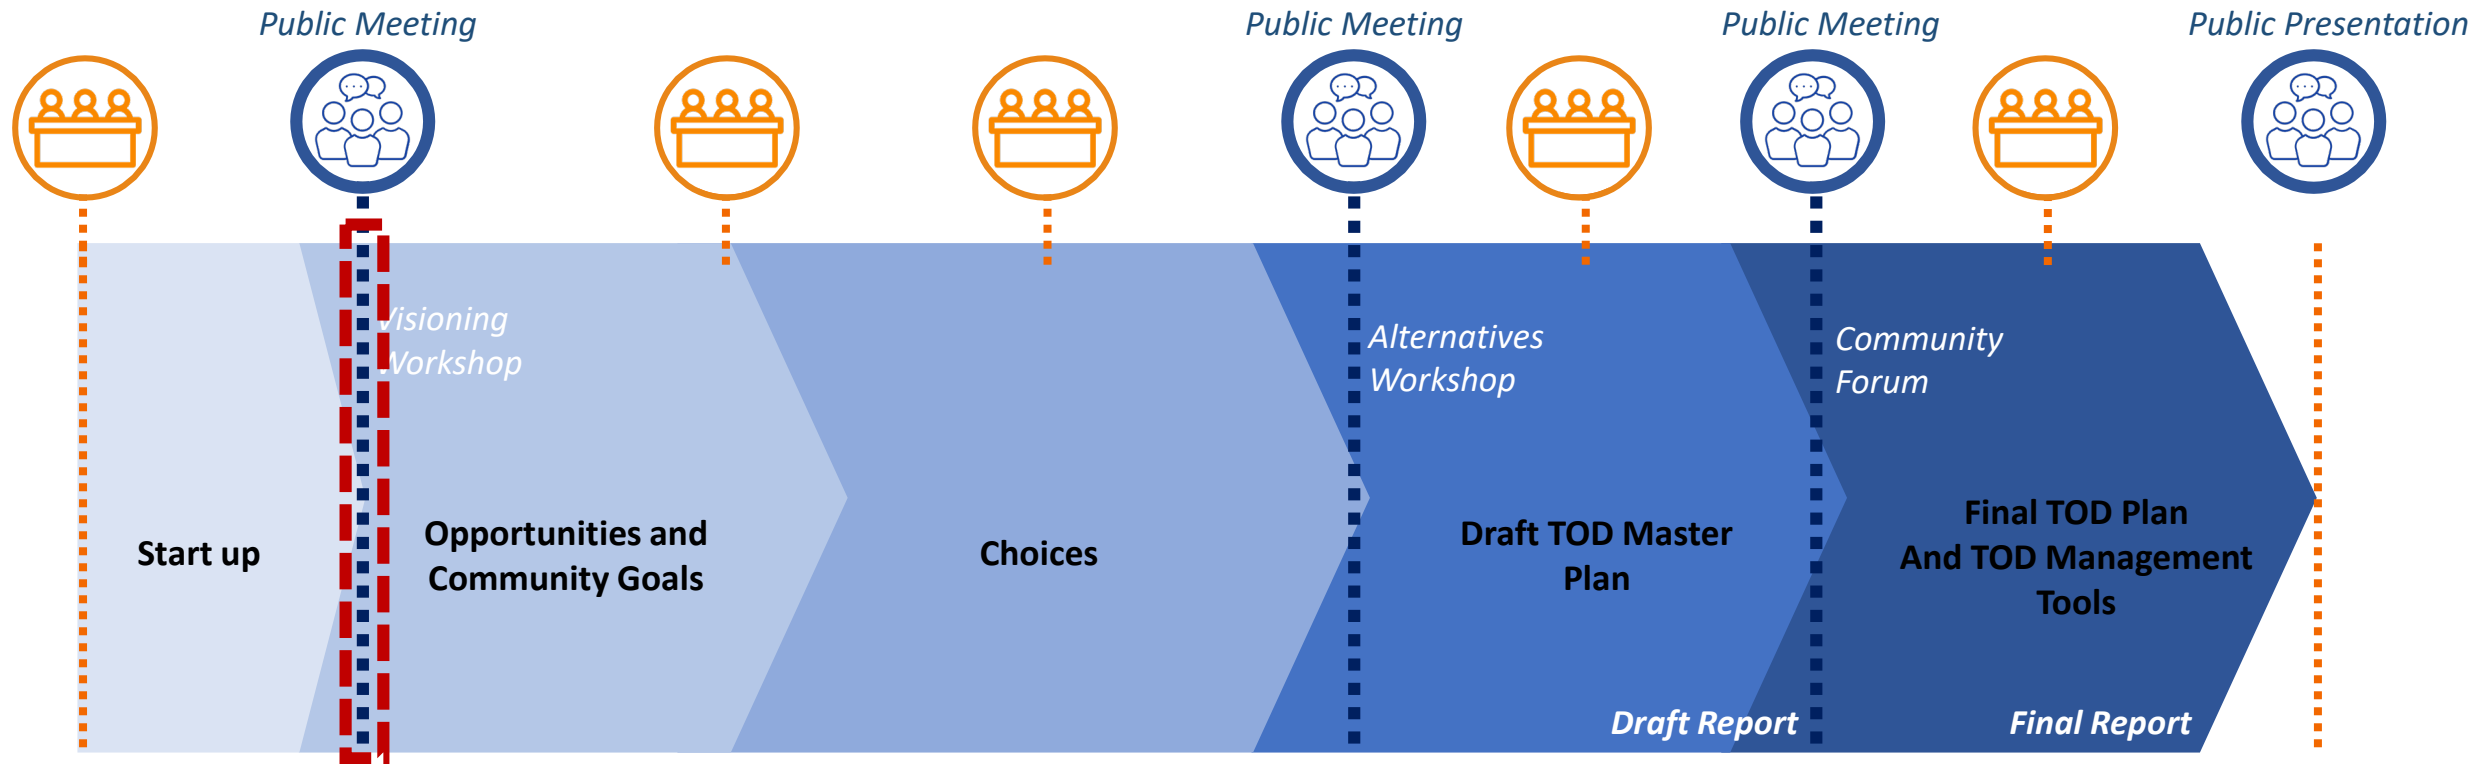 Public Meeting
Public Meeting
Public Meeting
Public Presentation
Visioning
Workshop
Alternatives
Workshop
Community
Forum
Start up
Opportunities and
Community Goals
Choices
Draft TOD Master
Plan
Final TOD Plan
And TOD Management
Tools
Draft Report
Final Report